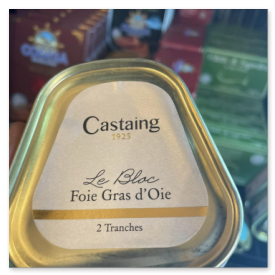 Castaing
1925
Le Bloc
Foie Gras d'Oie
2 Tranches